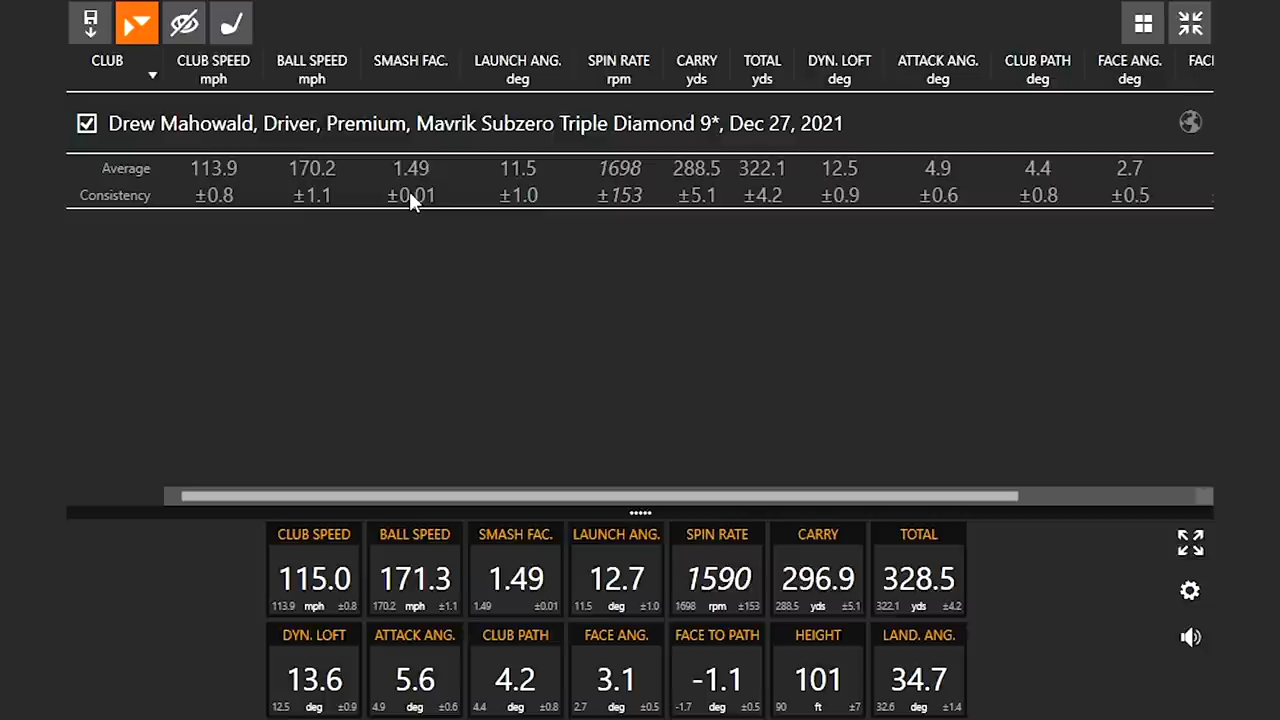 CLUB CLUB SPEED BALL SPEED SMASH FAC. LAUNCH ANG. SPIN RATE CARRY TOTAL DYN. LOFT ATTACK ANG. CLUB PATH FACE ANG. FACI
mph mph deg rpm yds yds deg deg deg deg
Drew Mahowald, Driver, Premium, Mavrik Subzero Triple Diamond 9*, Dec 27, 2021
Average 113.9 170.2 1.49 11.5 1698 288.5 322.1 12.5 4.9 4.4 2.7
Consistency ±0.8 ±1.1 ±0.01 ±1.0 ±153 ±5.1 ±4.2 ±0.9 ±0.6 ±0.8 ±0.5
CLUB SPEED BALL SPEED SMASH FAC. LAUNCH ANG. SPIN RATE CARRY TOTAL
115.0 171.3 1.49 12.7 1590 296.9 328.5
113.9 mph ±0.8 170.2 mph ±1.1 1.49 ±0.01 11.5 deg ±1.0 1698 rpm ±153 288.5 yds ±5.1 322.1 yds ±4.2
DYN. LOFT ATTACK ANG. CLUB PATH FACE ANG. FACE TO PATH HEIGHT LAND. ANG.
13.6 5.6 4.2 3.1 -1.1 101 34.7
12.5 deg ±0.9 4.9 deg ±0.6 4.4 deg ±0.8 2.7 deg ±0.5 -1.7 deg ±0.5 90 ft ±7 32.6 deg ±1.4